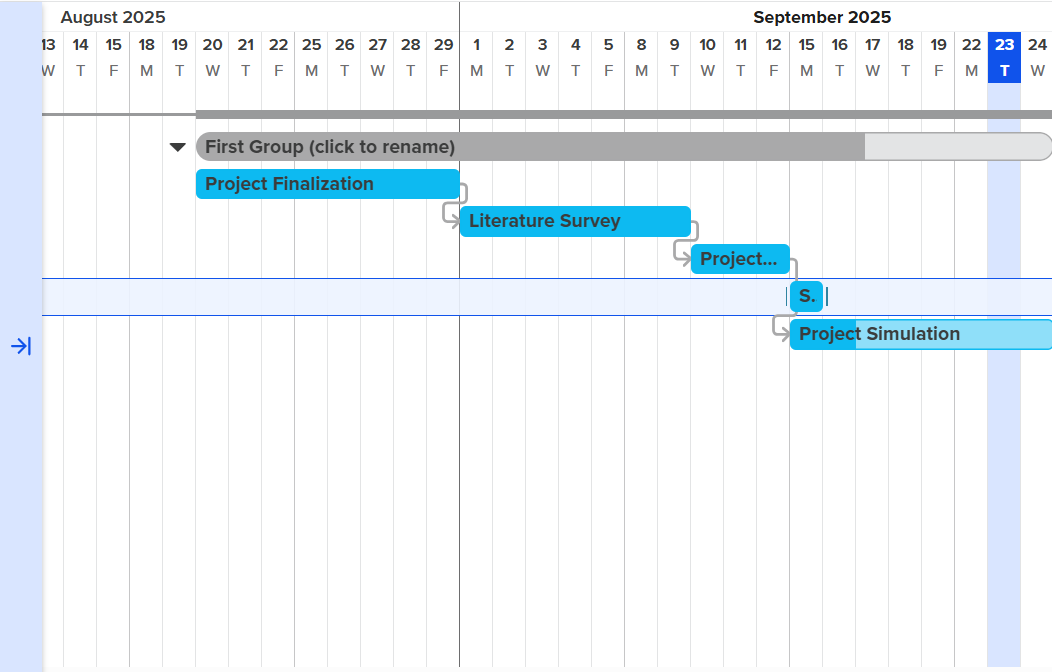 August 2025 September 2025
13 14 15 18 19 20 21 22 25 26 27 28 29 1 2 3 4 5 8 9 10 11 12 15 16 17 18 19 22 23 24
W T F M T W T F M T W T F M T W T F M T W T F M T W T F M T W
First Group (click to rename)
Project Finalization
Literature Survey
Project...
S.
Project Simulation